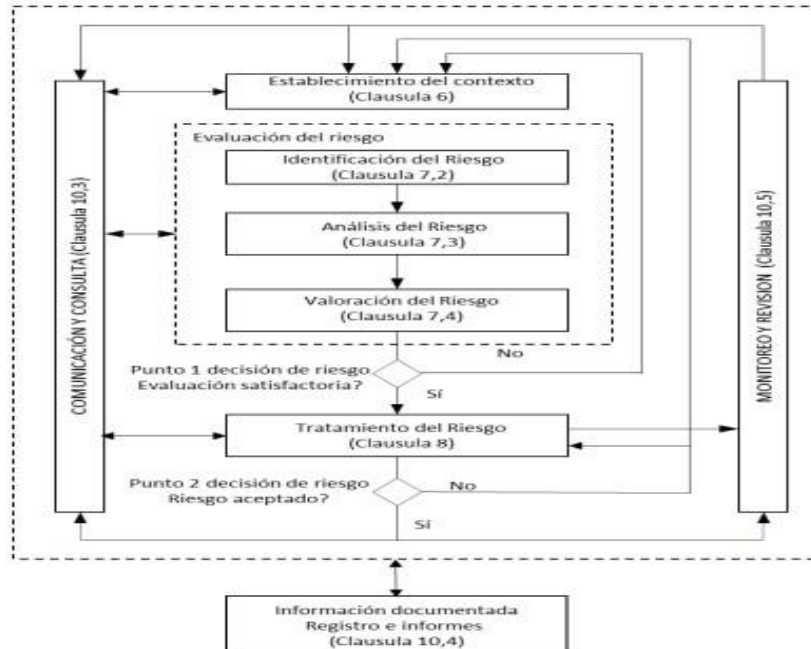 Establecimiento del contexto
(Clausula 6)
Evaluación del riesgo
Identificación del Riesgo
(Clausula 7,2)
Análisis del Riesgo
(Clausula 7,3)
Valoración del Riesgo
(Clausula 7,4)
No
Punto 1 decisión de riesgo
Evaluación satisfactoria?
Sí
Tratamiento del Riesgo
(Clausula 8)
Punto 2 decisión de riesgo
Riesgo aceptado?
No
Sí
COMUNICACIÓN Y CONSULTA (Clausula 10,3)
MONITOREO Y REVISION (Clausula 10,5)
Información documentada
Registro e informes
(Clausula 10,4)